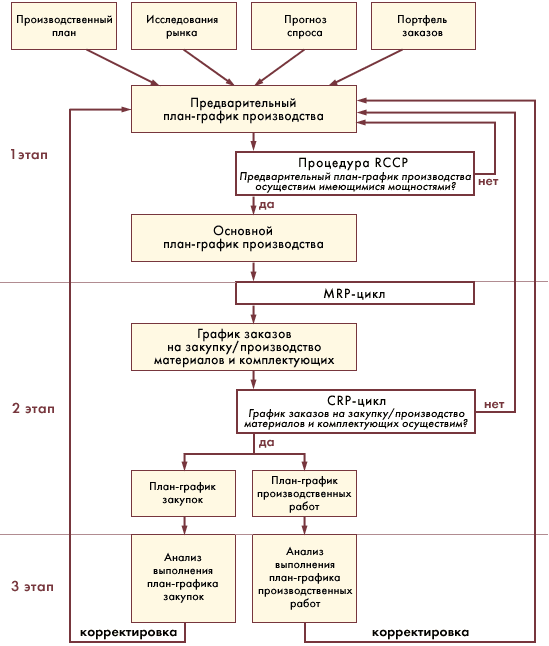 Производственный
план
Исследования
рынка
Прогноз
спроса
Портфель
заказов
Предварительный
план-график производства
1этап
Процедура RCCP
Предварительный план-график производства
осуществим имеющимися мощностями?
нет
да
Основной
план-график производства
MRP-цикл
График заказов
на закупку/производство
материалов и комплектующих
2 этап
CRP-цикл
График заказов на закупку/производство
материалов и комплектующих осуществим?
нет
да
План-график
закупок
План-график
производственных
работ
3 этап
Анализ
выполнения
план-графика
закупок
Анализ
выполнения
план-графика
производственных
работ
корректировка
корректировка